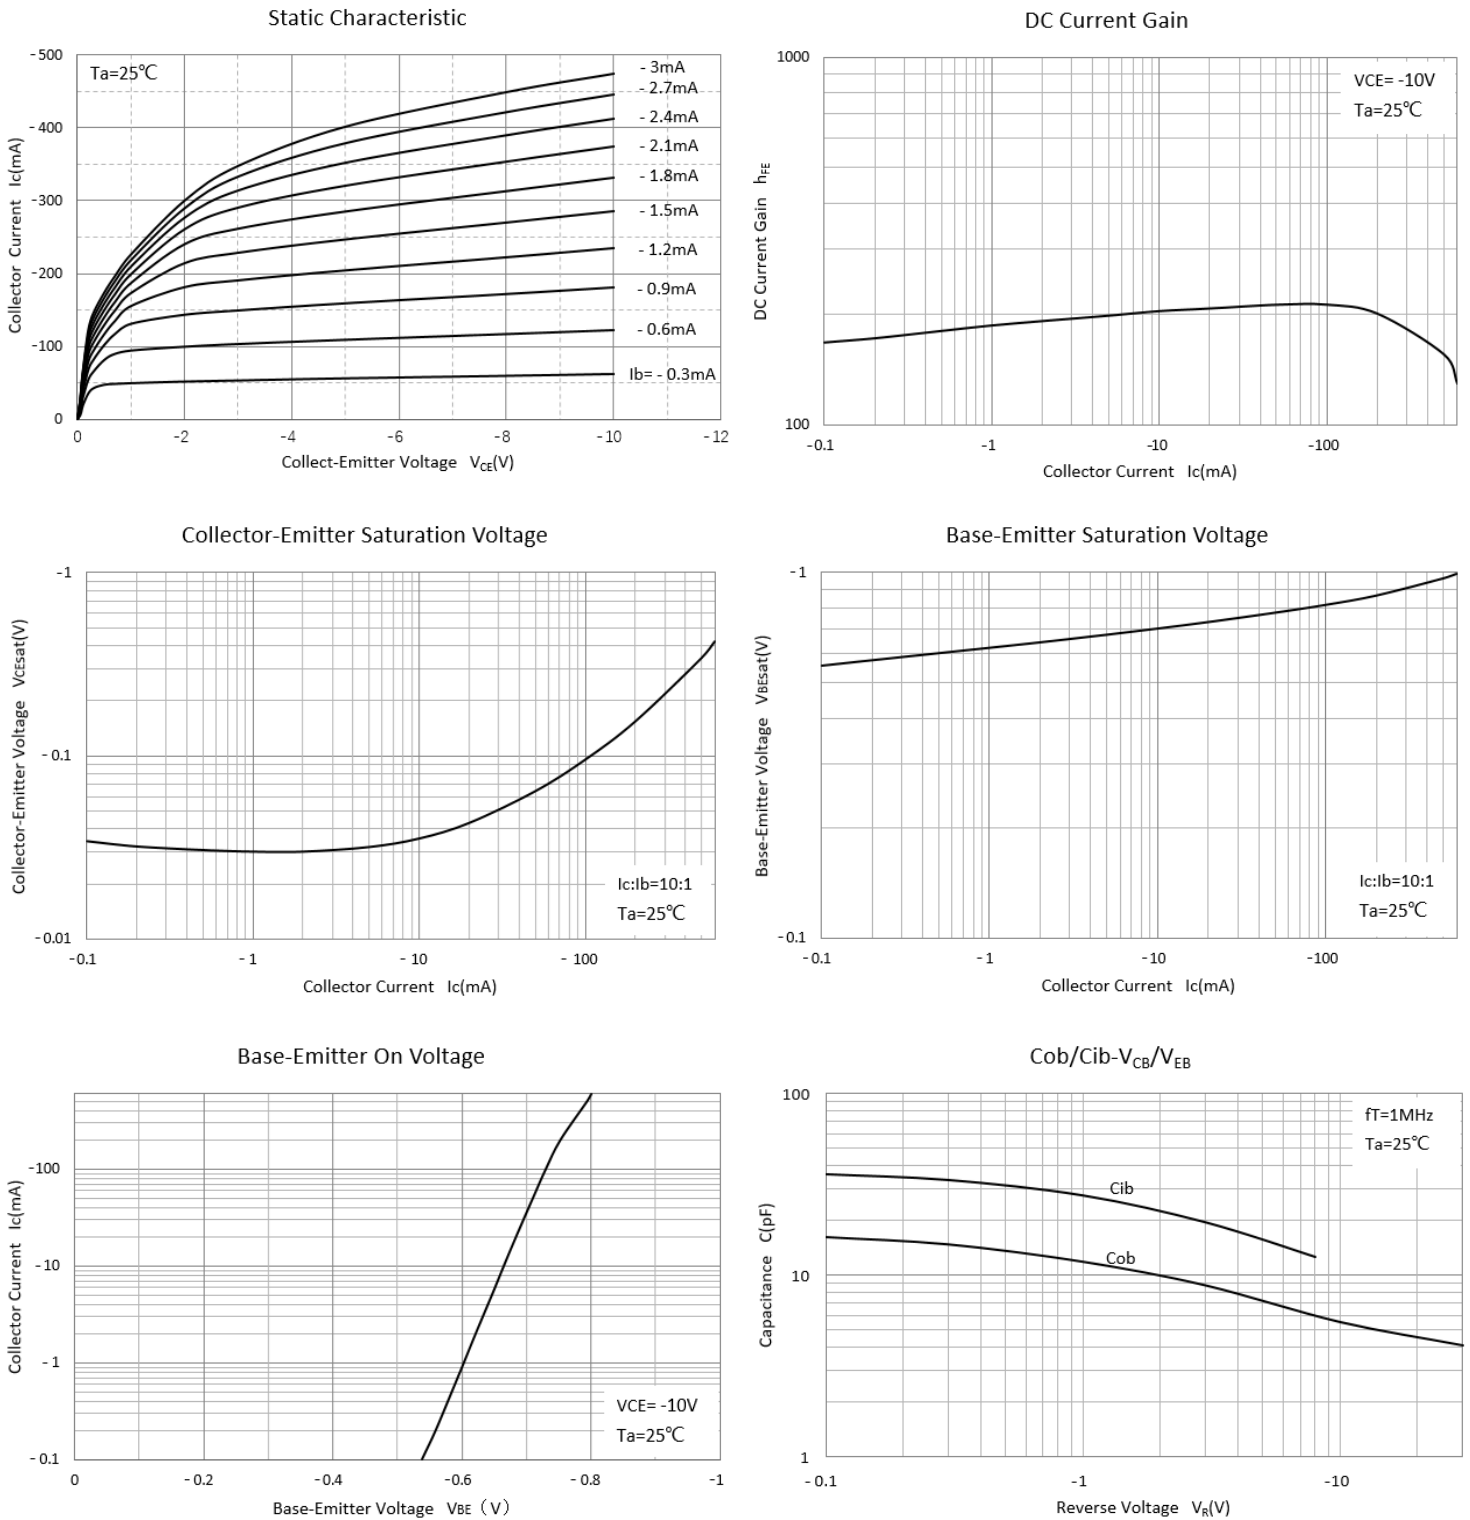 Static Characteristic
-500
Ta=25℃
-400
-300
-200
-100
0
Collector Current Ic(mA)
- 3mA
- 2.7mA
- 2.4mA
- 2.1mA
- 1.8mA
- 1.5mA
- 1.2mA
- 0.9mA
- 0.6mA
Ib= - 0.3mA
0 -2 -4 -6 -8 -10 -12
Collect-Emitter Voltage VCE(V)
DC Current Gain
1000
VCE= -10V
Ta=25℃
DC Current Gain hFE
100
-0.1 -1 -10 -100
Collector Current Ic(mA)
Collector-Emitter Saturation Voltage
-1
- 0.1
- 0.01
Collector-Emitter Voltage VCEsat(V)
Ic:Ib=10:1
Ta=25℃
-0.1 - 1 - 10 - 100
Collector Current Ic(mA)
Base-Emitter Saturation Voltage
- 1
-0.1
Base-Emitter Voltage VBEsat(V)
Ic:Ib=10:1
Ta=25℃
- 0.1 -1 -10 -100
Collector Current Ic(mA)
Base-Emitter On Voltage
-100
-10
- 1
- 0.1
Collector Current Ic(mA)
VCE= -10V
Ta=25℃
0 - 0.2 -0.4 -0.6 - 0.8 -1
Base-Emitter Voltage VBE（V）
Cob/Cib-VCB/VEB
100
fT=1MHz
Ta=25℃
Cib
Cob
10
1
Capacitance C(pF)
- 0.1 -1 -10
Reverse Voltage VR(V)